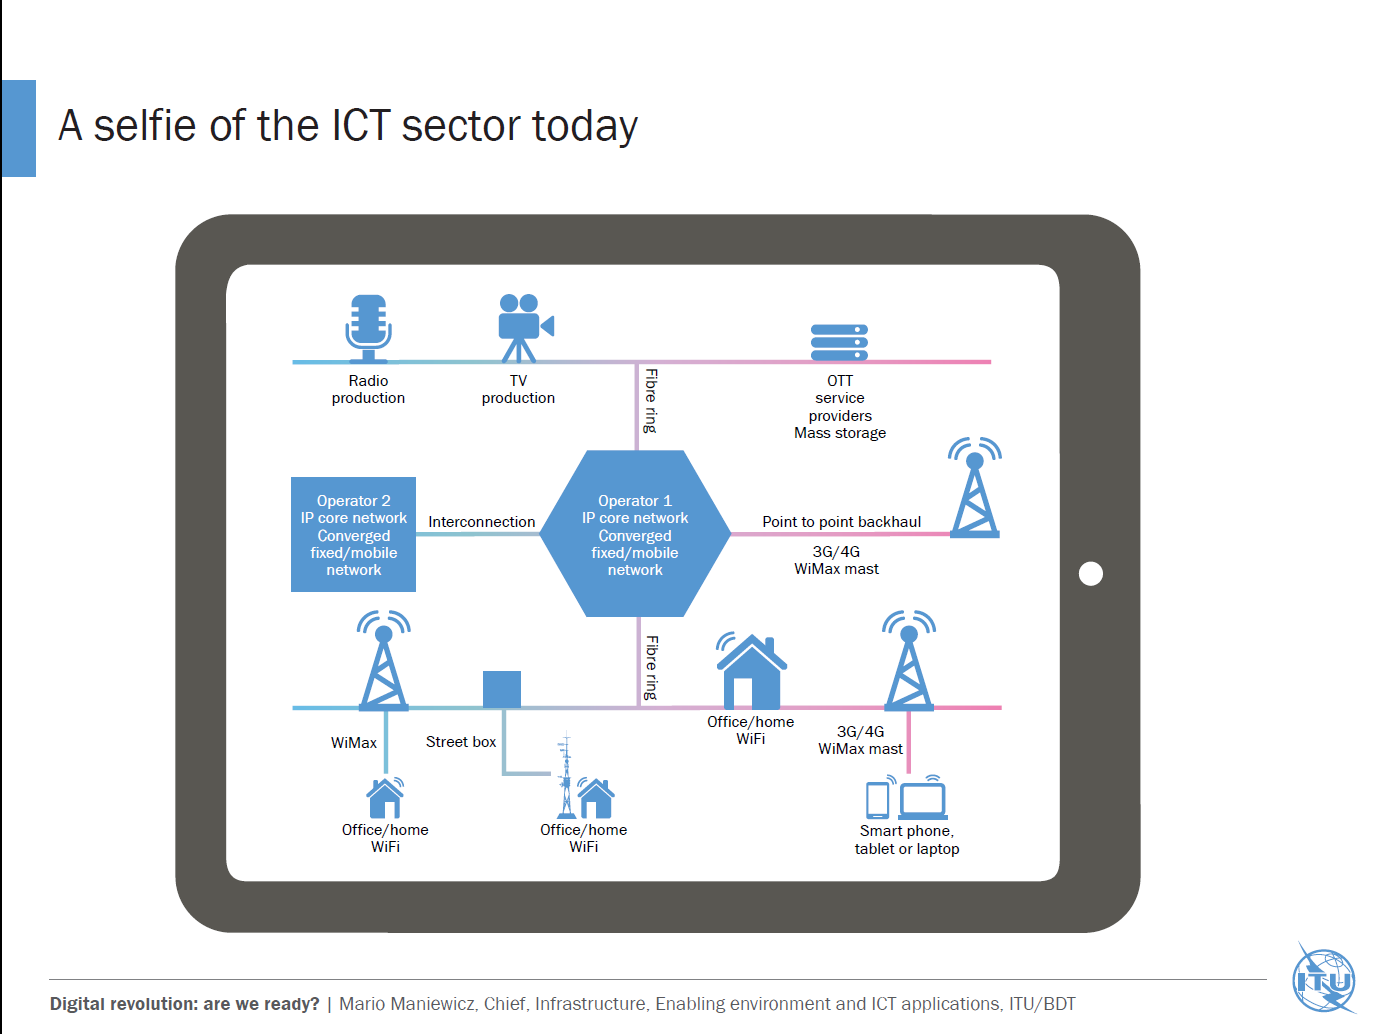 A selfie of the ICT sector today
Radio
production
TV
production
Fibre ring
OTT
service
providers
Mass storage
Operator 2
IP core network
Converged
fixed/mobile
network
Interconnection
Operator 1
IP core network
Converged
fixed/mobile
network
Point to point backhaul
3G/4G
WiMax mast
Fibre ring
WiMax
Street box
Office/home
WiFi
3G/4G
WiMax mast
Office/home
WiFi
Office/home
WiFi
Smart phone,
tablet or laptop
Digital revolution: are we ready? | Mario Maniewicz, Chief, Infrastructure, Enabling environment and ICT applications, ITU/BDT
ITU